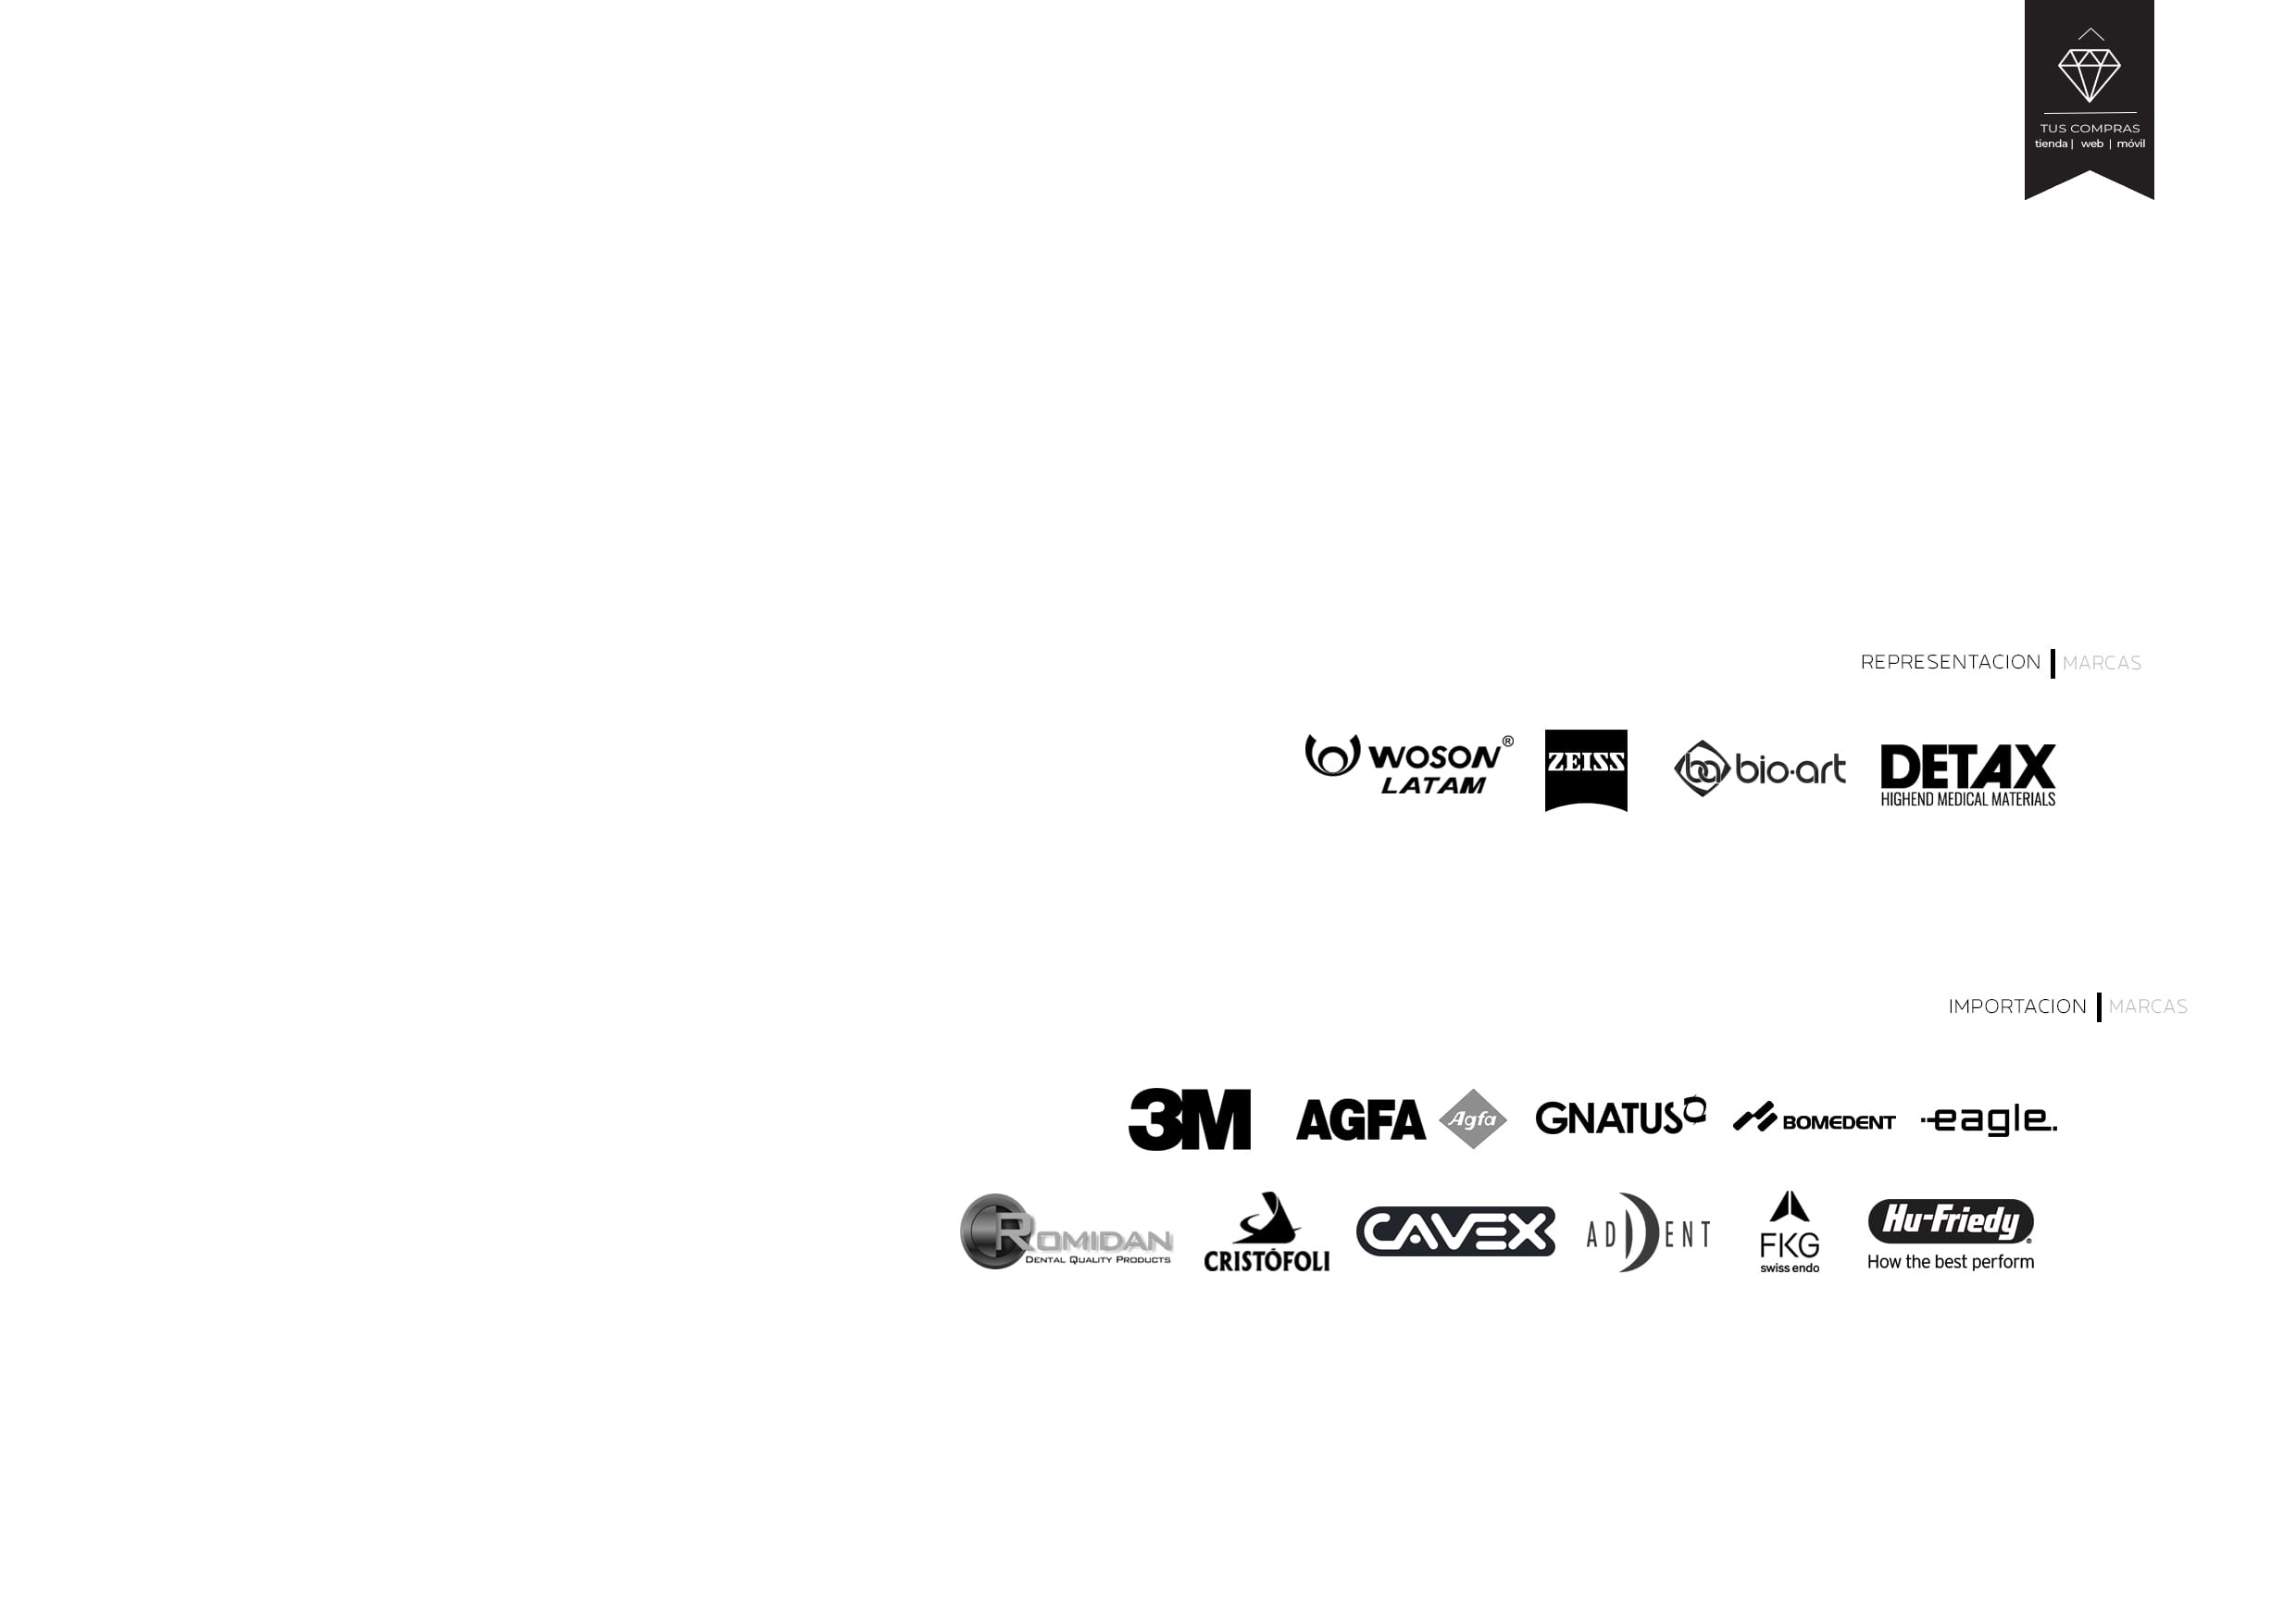 TUS COMPRAS
tienda | web | móvil
REPRESENTACION | MARCAS
WOSON®
LATAM
ZEISS
ba bio·art
DETAX
HIGHEND MEDICAL MATERIALS
IMPORTACION | MARCAS
3M AGFA Agfa GNATUS BOMEDENT eagle.
ROMIDAN
DENTAL QUALITY PRODUCTS
CRISTÓFOLI
CAVEX
ADDENT
FKG
swiss endo
Hu-Friedy®
How the best perform